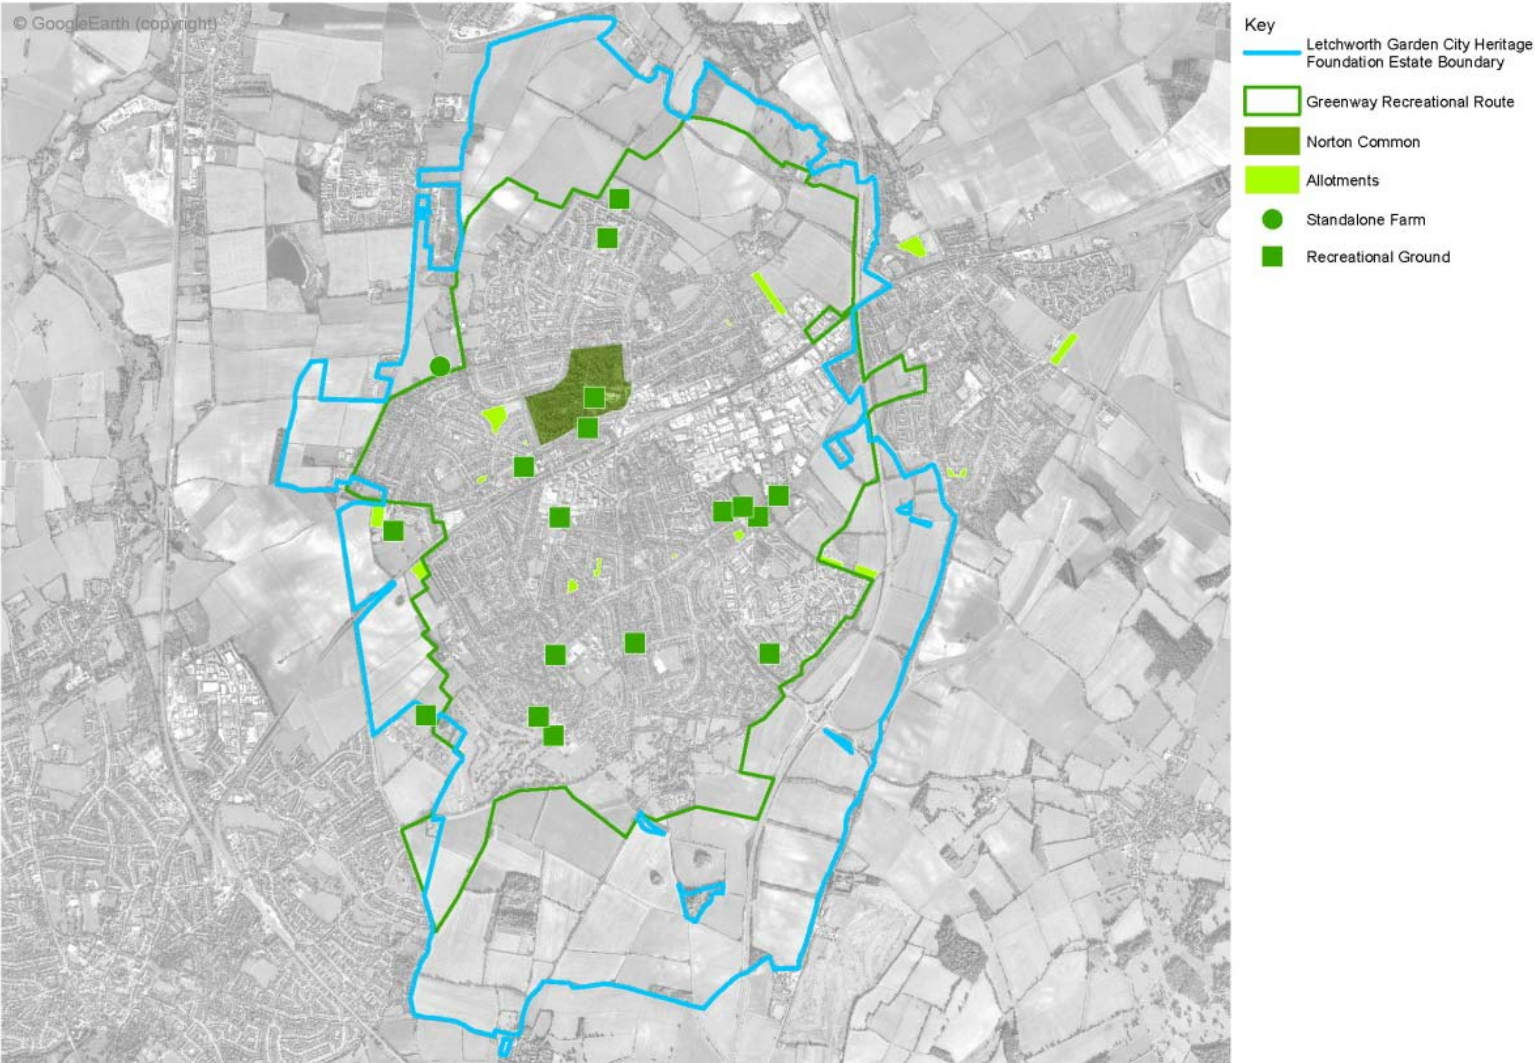 © GoogleEarth (copyright)
Key
Letchworth Garden City Heritage
Foundation Estate Boundary
Greenway Recreational Route
Norton Common
Allotments
Standalone Farm
Recreational Ground